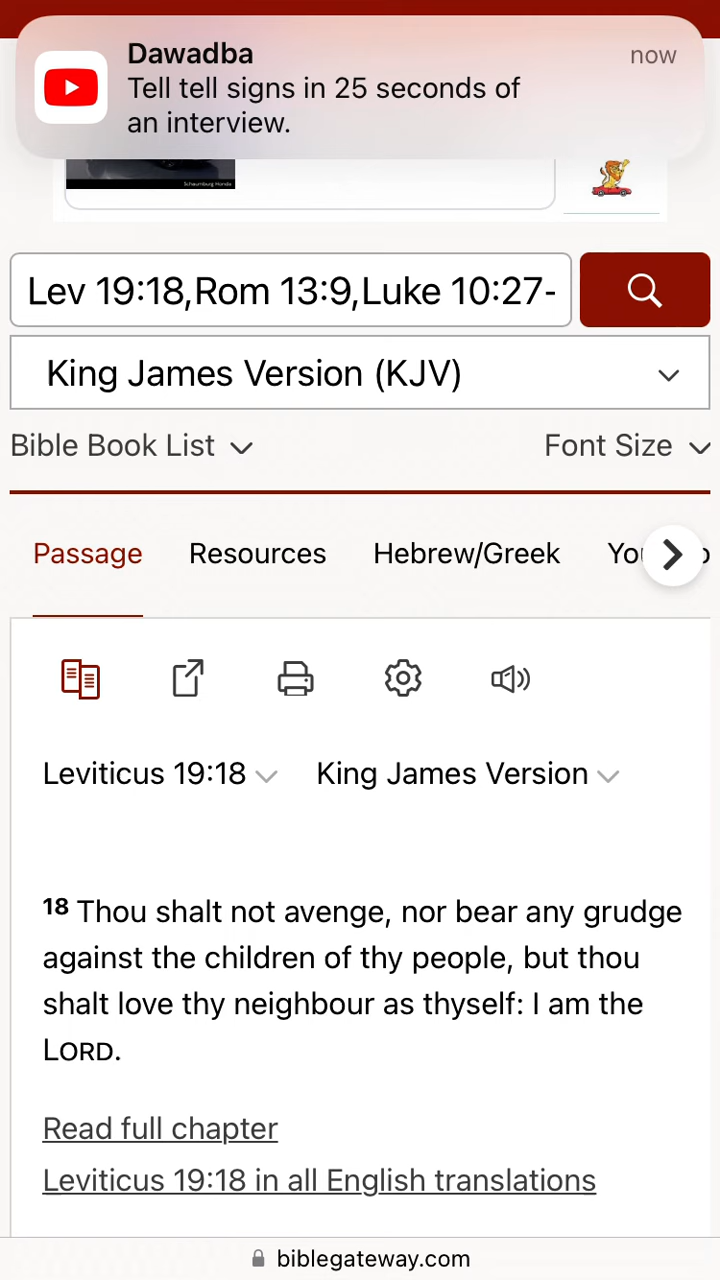 Dawadba
now
Tell tell signs in 25 seconds of
an interview.
Schaumburg Honda
Lev 19:18,Rom 13:9,Luke 10:27-
King James Version (KJV)
Bible Book List
Font Size
Passage Resources Hebrew/Greek
Leviticus 19:18 King James Version
18 Thou shalt not avenge, nor bear any grudge
against the children of thy people, but thou
shalt love thy neighbour as thyself: I am the
LORD.
Read full chapter
Leviticus 19:18 in all English translations
biblegateway.com